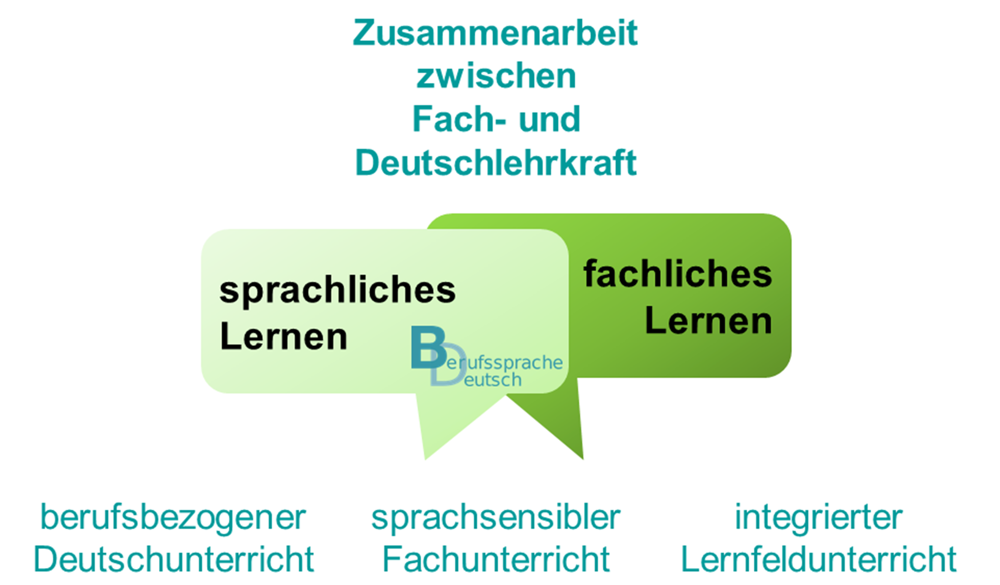 Zusammenarbeit
zwischen
Fach- und
Deutschlehrkraft
sprachliches
Lernen
fachliches
Lernen
Berufssprache
Deutsch
berufsbezogener
Deutschunterricht
sprachsensibler
Fachunterricht
integrierter
Lernfeldunterricht